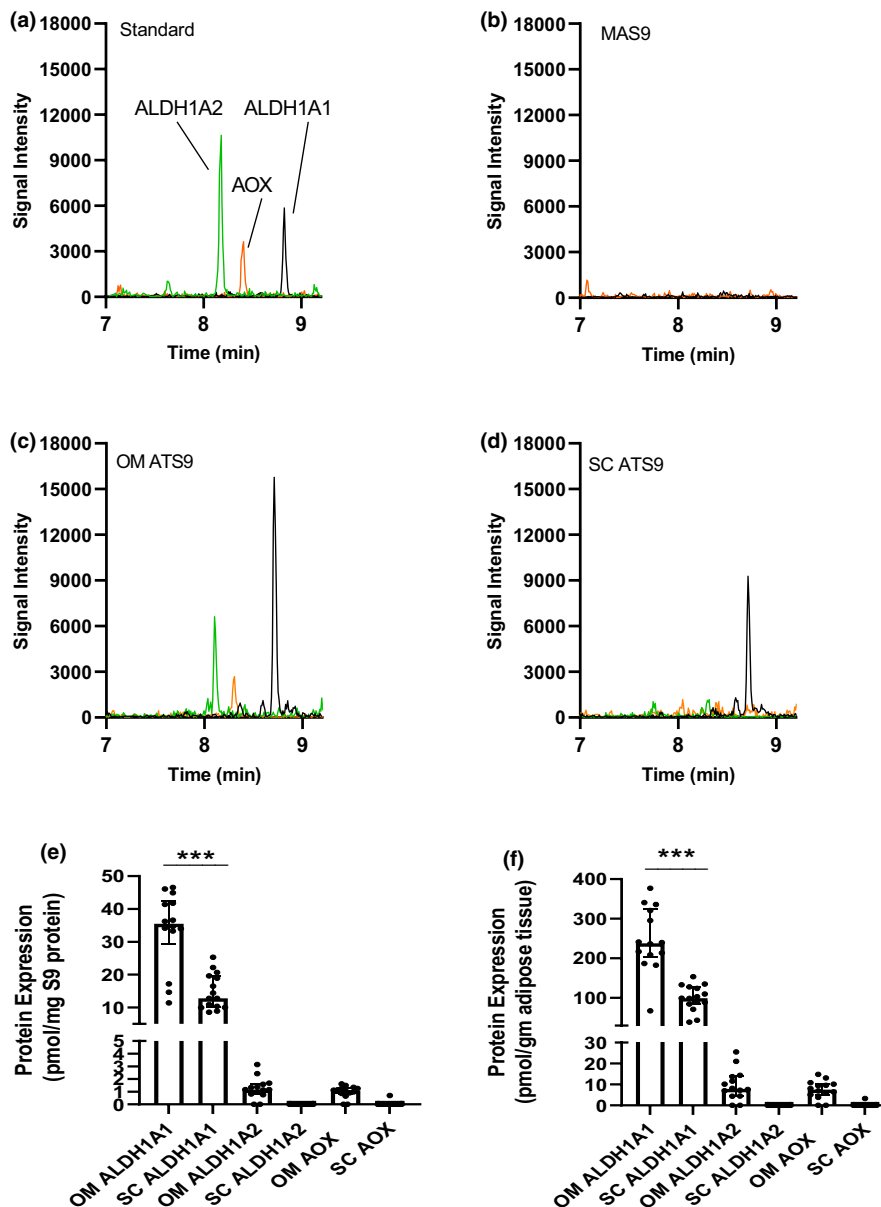 (a)
Standard
18000
15000
12000
9000
6000
3000
0
Signal Intensity
ALDH1A2
ALDH1A1
AOX
7
8
9
Time (min)
(b)
MAS9
18000
15000
12000
9000
6000
3000
0
Signal Intensity
7
8
9
Time (min)
(c)
OM ATS9
18000
15000
12000
9000
6000
3000
0
Signal Intensity
7
8
9
Time (min)
(d)
SC ATS9
18000
15000
12000
9000
6000
3000
0
Signal Intensity
7
8
9
Time (min)
(e)
***
50
40
30
20
10
5
4
3
2
1
0
Protein Expression
(pmol/mg S9 protein)
OM ALDH1A1
SC ALDH1A1
OM ALDH1A2
SC ALDH1A2
OM AOX
SC AOX
(f)
***
400
300
200
100
30
20
10
0
Protein Expression
(pmol/gm adipose tissue)
OM ALDH1A1
SC ALDH1A1
OM ALDH1A2
SC ALDH1A2
OM AOX
SC AOX